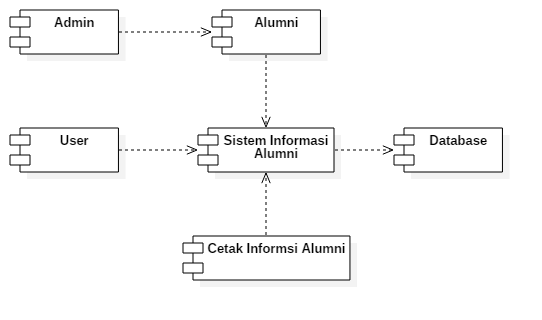 Admin
Alumni
User
Sistem Informasi
Alumni
Database
Cetak Informsi Alumni